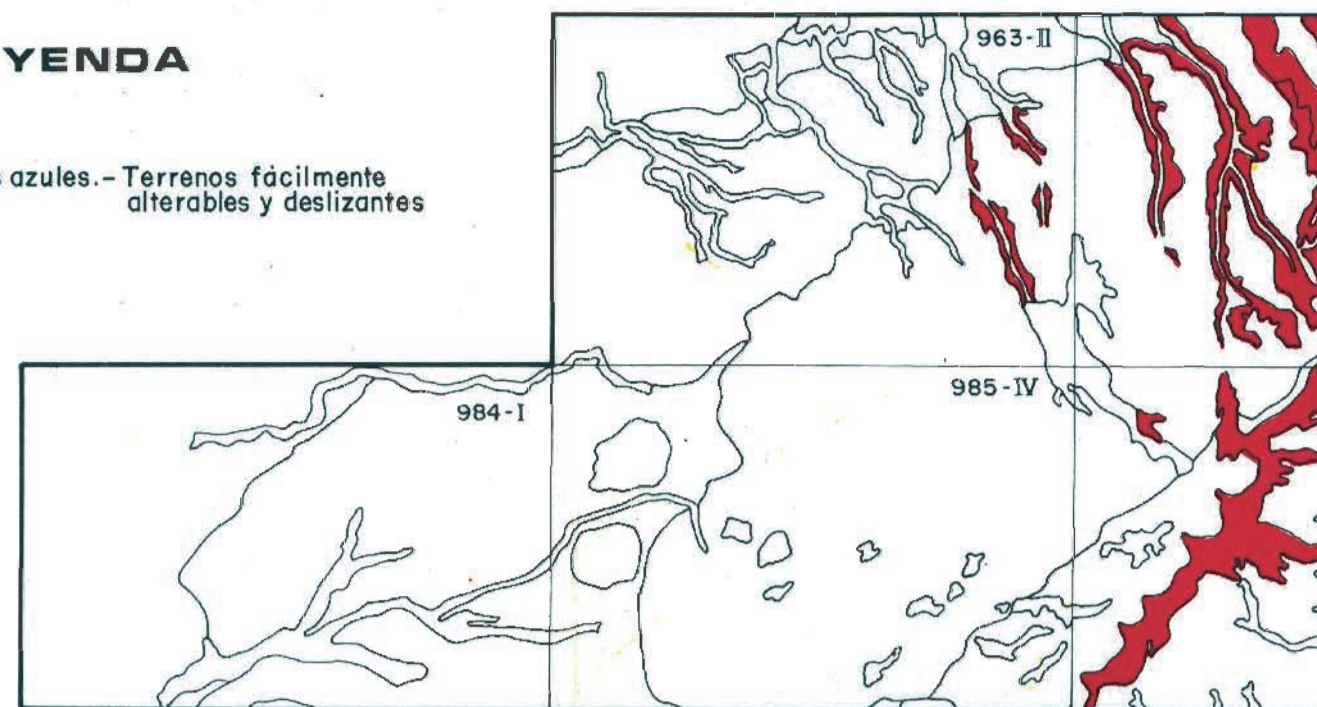 YENDA
s azules.- Terrenos fácilmente
alterables y deslizantes
963-II
984-I
985-IV